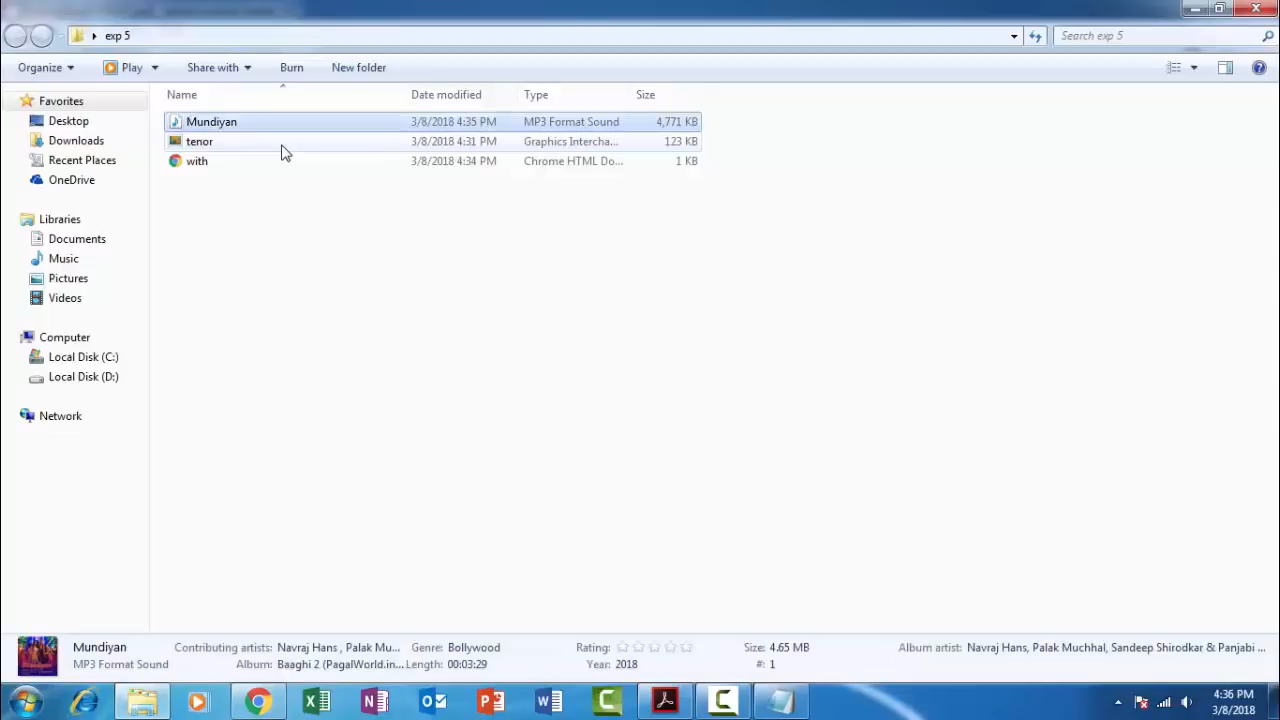 exp 5
Search exp 5
Organize Play Share with Burn New folder
Name Date modified Type Size
Favorites
Desktop
Downloads
Recent Places
OneDrive
Libraries
Documents
Music
Pictures
Videos
Computer
Local Disk (C:)
Local Disk (D:)
Network
Mundiyan 3/8/2018 4:35 PM MP3 Format Sound 4,771 KB
tenor 3/8/2018 4:31 PM Graphics Intercha... 123 KB
with 3/8/2018 4:34 PM Chrome HTML Do... 1 KB
Mundiyan Contributing artists: Navraj Hans , Palak Mu... Genre: Bollywood Rating: Size: 4.65 MB Album artist: Navraj Hans, Palak Muchhal, Sandeep Shirodkar & Panjabi ...
MP3 Format Sound Album: Baaghi 2 (PagalWorld.in... Length: 00:03:29 Year: 2018 #: 1
4:36 PM
3/8/2018